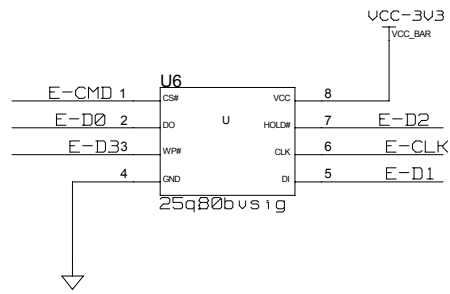 VCC-3V3
VCC_BAR
U6
E-CMD 1 CS# VCC 8
E-D0 2 DO U HOLD# 7 E-D2
E-D3 3 WP# CLK 6 E-CLK
4 GND DI 5 E-D1
25q80bvsig